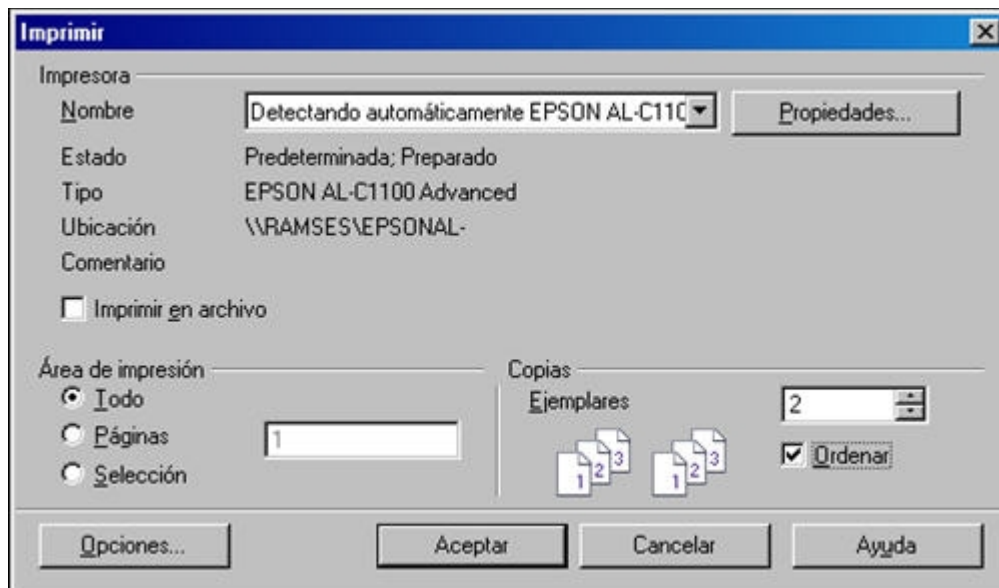 Imprimir
Impresora
Nombre Detectando automáticamente EPSON AL-C110 Propiedades...
Estado Predeterminada; Preparado
Tipo EPSON AL-C1100 Advanced
Ubicación \\RAMSES\EPSONAL-
Comentario
Imprimir en archivo
Área de impresión Copias
Todo Ejemplares 2
Páginas 1
1 2 3 1 2 3 Ordenar
Selección
Opciones... Aceptar Cancelar Ayuda